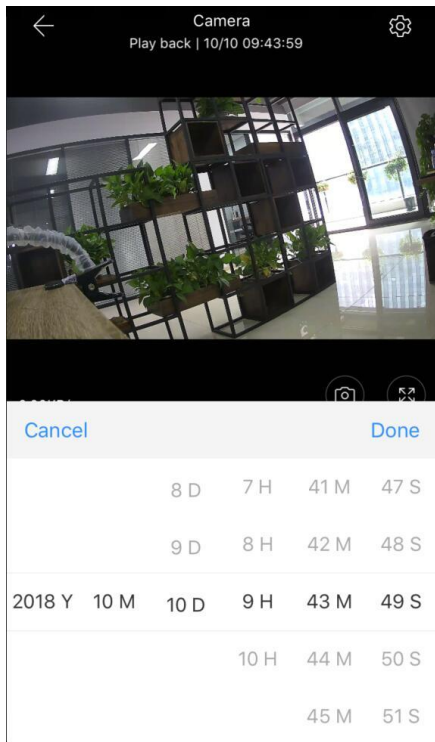 Camera
Play back | 10/10 09:43:59
Cancel Done
8 D 7 H 41 M 47 S
9 D 8 H 42 M 48 S
2018 Y 10 M 10 D 9 H 43 M 49 S
10 H 44 M 50 S
45 M 51 S